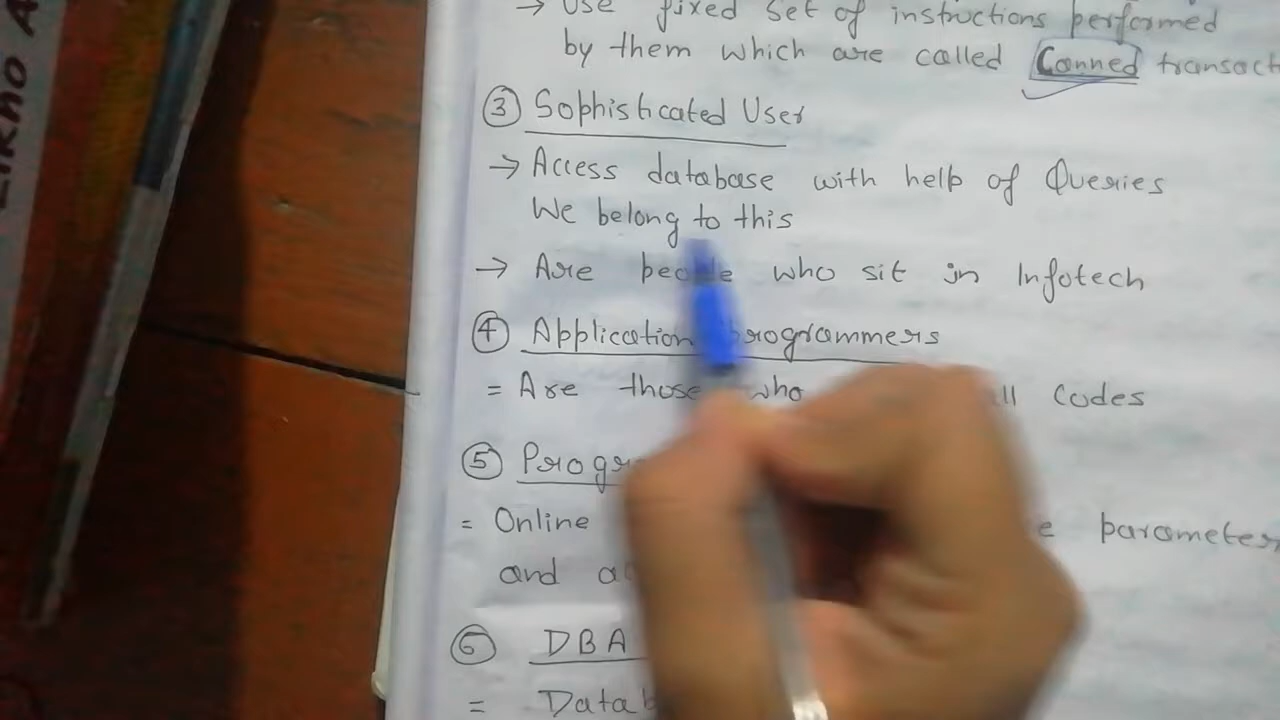 → Use fixed set of instructions performed
by them which are called Canned transact
③ Sophisticated User
→ Access database with help of Queries
We belong to this
→ Are people who sit in Infotech
④ Application programmers
= Are those who ll Codes
⑤ Progr
= Online e parameter
and a
⑥ DBA
= Datab